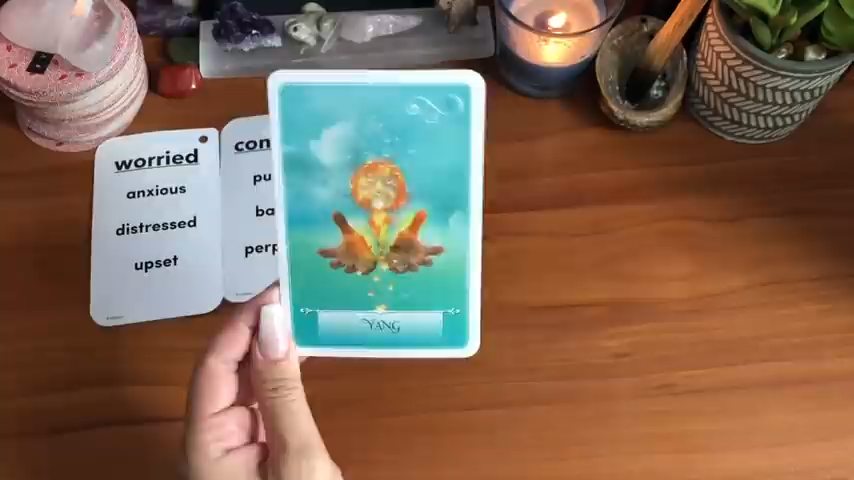 worried
anxious
distressed
upset
con
pu
ba
perp
YANG